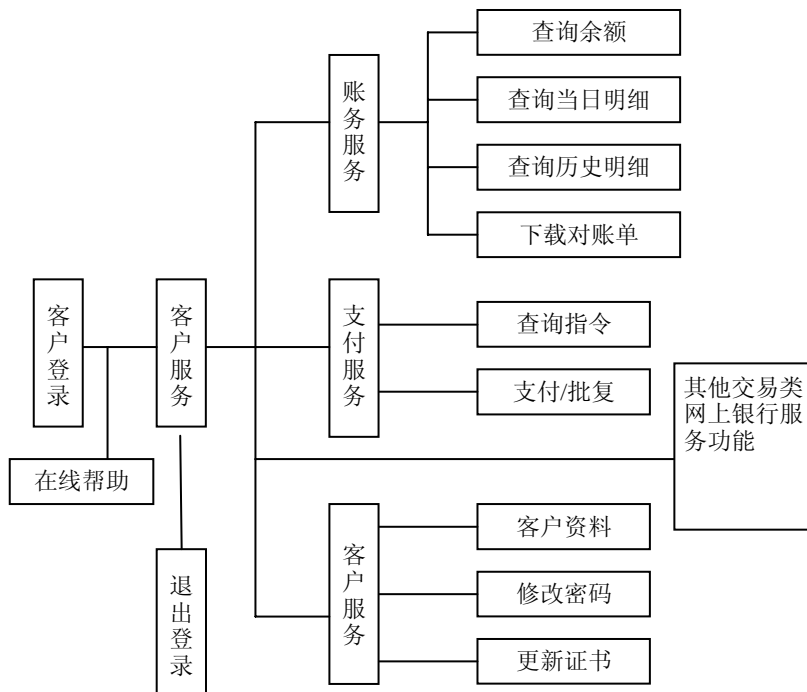 查询余额
查询当日明细
查询历史明细
下载对账单
账务服务
客户登录
客户服务
支付服务
查询指令
支付/批复
其他交易类
网上银行服
务功能
在线帮助
客户服务
客户资料
修改密码
更新证书
退出登录